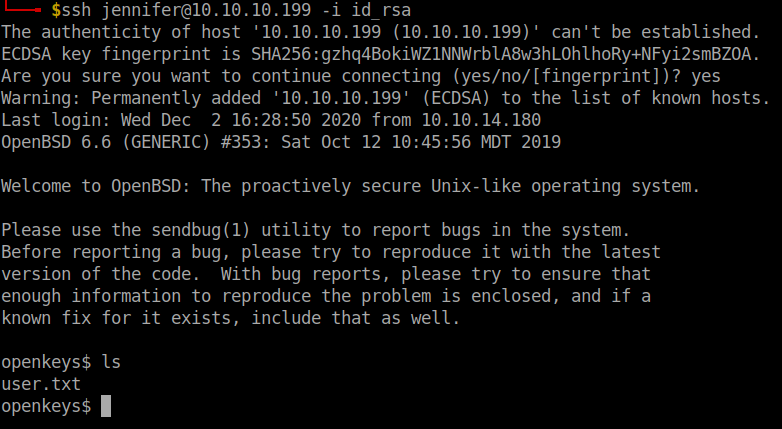 $ssh jennifer@10.10.10.199 -i id_rsa
The authenticity of host '10.10.10.199 (10.10.10.199)' can't be established.
ECDSA key fingerprint is SHA256:gzhq4BokiWZ1NNWrblA8w3hLOhlhoRy+NFyi2smBZOA.
Are you sure you want to continue connecting (yes/no/[fingerprint])? yes
Warning: Permanently added '10.10.10.199' (ECDSA) to the list of known hosts.
Last login: Wed Dec  2 16:28:50 2020 from 10.10.14.180
OpenBSD 6.6 (GENERIC) #353: Sat Oct 12 10:45:56 MDT 2019
Welcome to OpenBSD: The proactively secure Unix-like operating system.
Please use the sendbug(1) utility to report bugs in the system.
Before reporting a bug, please try to reproduce it with the latest
version of the code.  With bug reports, please try to ensure that
enough information to reproduce the problem is enclosed, and if a
known fix for it exists, include that as well.
openkeys$ ls
user.txt
openkeys$